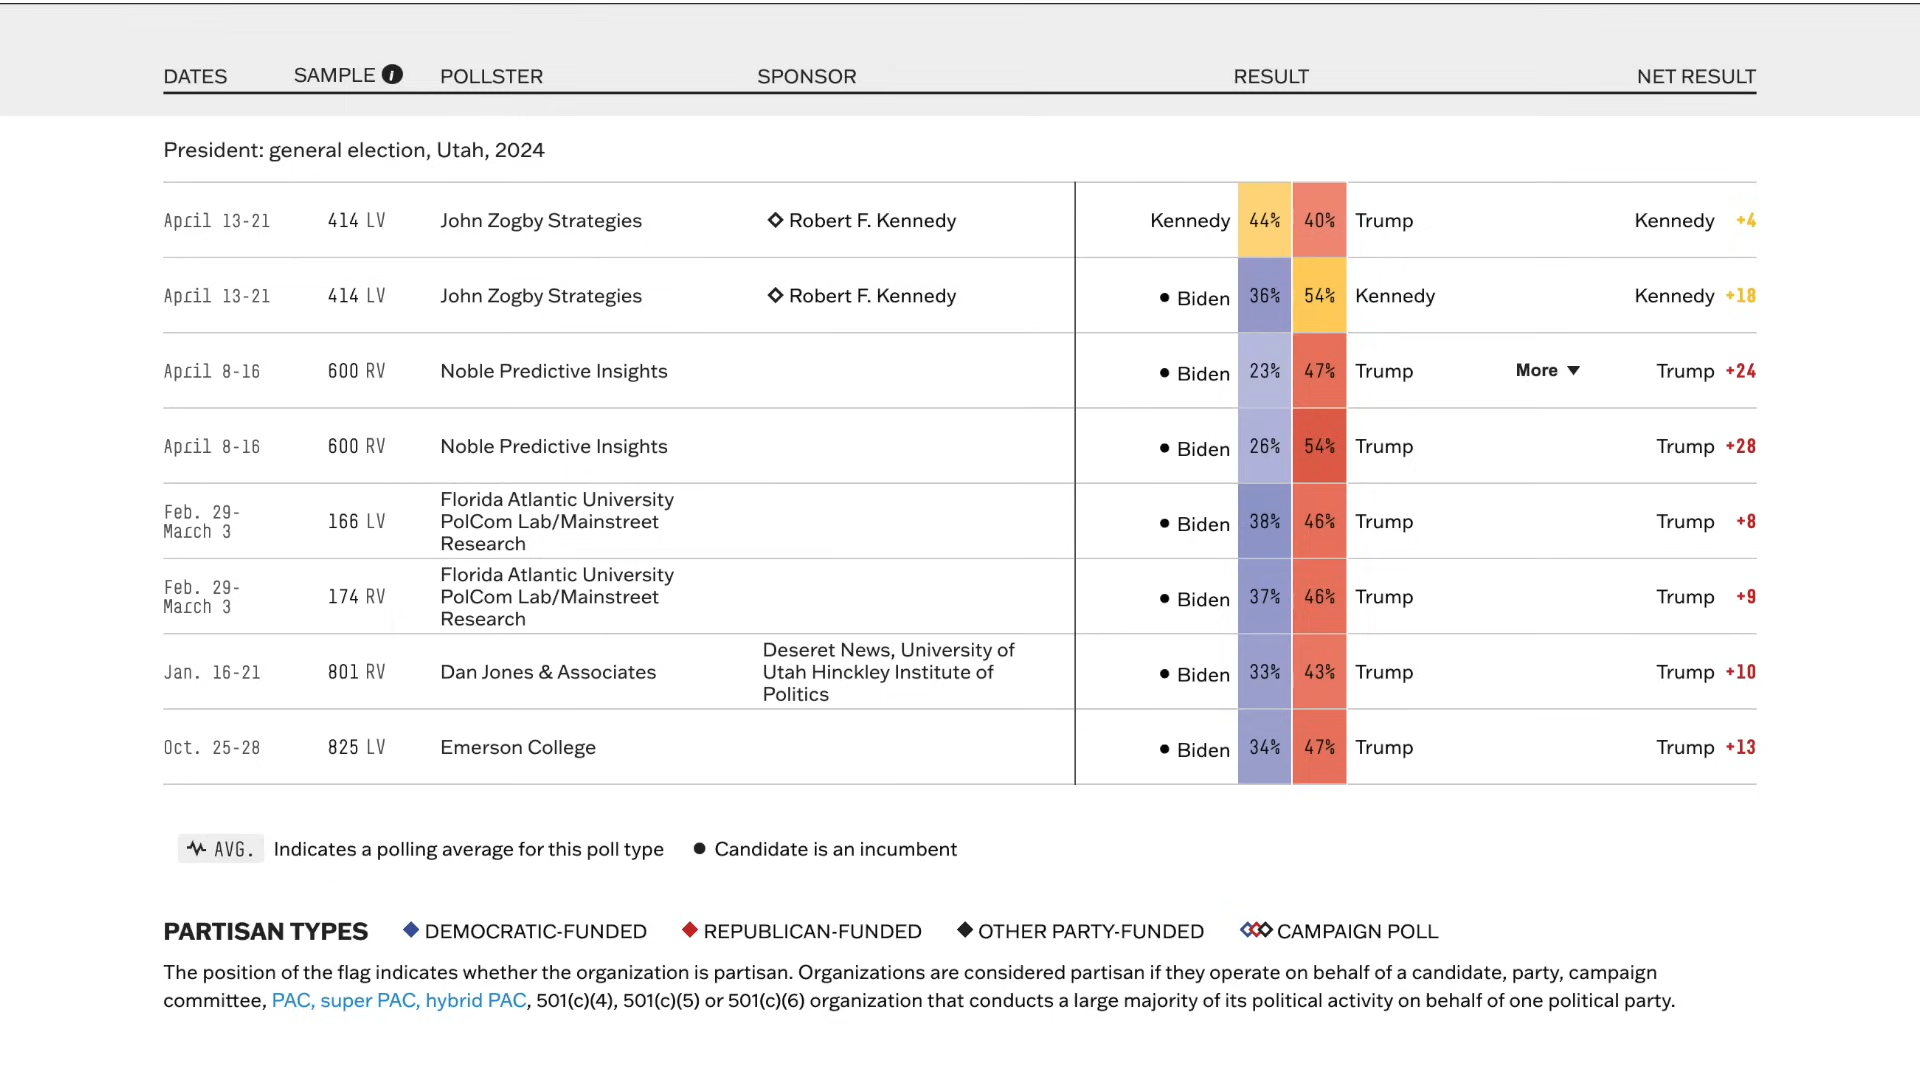 DATES SAMPLE i POLLSTER SPONSOR RESULT NET RESULT
President: general election, Utah, 2024
April 13-21 414 LV John Zogby Strategies Robert F. Kennedy Kennedy 44% 40% Trump Kennedy +4
April 13-21 414 LV John Zogby Strategies Robert F. Kennedy Biden 36% 54% Kennedy Kennedy +18
April 8-16 600 RV Noble Predictive Insights Biden 23% 47% Trump More ▼ Trump +24
April 8-16 600 RV Noble Predictive Insights Biden 26% 54% Trump Trump +28
Feb. 29-
March 3
166 LV
Florida Atlantic University
PolCom Lab/Mainstreet
Research
Biden 38% 46% Trump Trump +8
Feb. 29-
March 3
174 RV
Florida Atlantic University
PolCom Lab/Mainstreet
Research
Biden 37% 46% Trump Trump +9
Jan. 16-21 801 RV Dan Jones & Associates
Deseret News, University of
Utah Hinckley Institute of
Politics
Biden 33% 43% Trump Trump +10
Oct. 25-28 825 LV Emerson College Biden 34% 47% Trump Trump +13
AVG. Indicates a polling average for this poll type ● Candidate is an incumbent
PARTISAN TYPES ◆ DEMOCRATIC-FUNDED ◆ REPUBLICAN-FUNDED ◆ OTHER PARTY-FUNDED CAMPAIGN POLL
The position of the flag indicates whether the organization is partisan. Organizations are considered partisan if they operate on behalf of a candidate, party, campaign
committee, PAC, super PAC, hybrid PAC, 501(c)(4), 501(c)(5) or 501(c)(6) organization that conducts a large majority of its political activity on behalf of one political party.